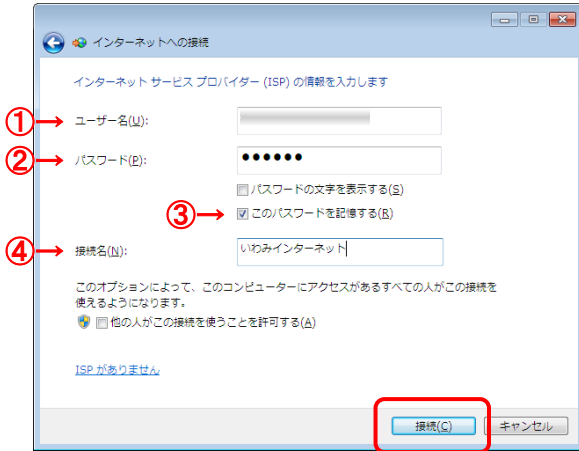 インターネットへの接続
インターネット サービス プロバイダー (ISP) の情報を入力します
① ユーザー名(U):
② パスワード(P): ●●●●●●
パスワードの文字を表示する(S)
③ このパスワードを記憶する(R)
④ 接続名(N): いわみインターネット
このオプションによって、このコンピューターにアクセスがあるすべての人がこの接続を
使えるようになります。
他の人がこの接続を使うことを許可する(A)
ISP がありません
接続(C) キャンセル